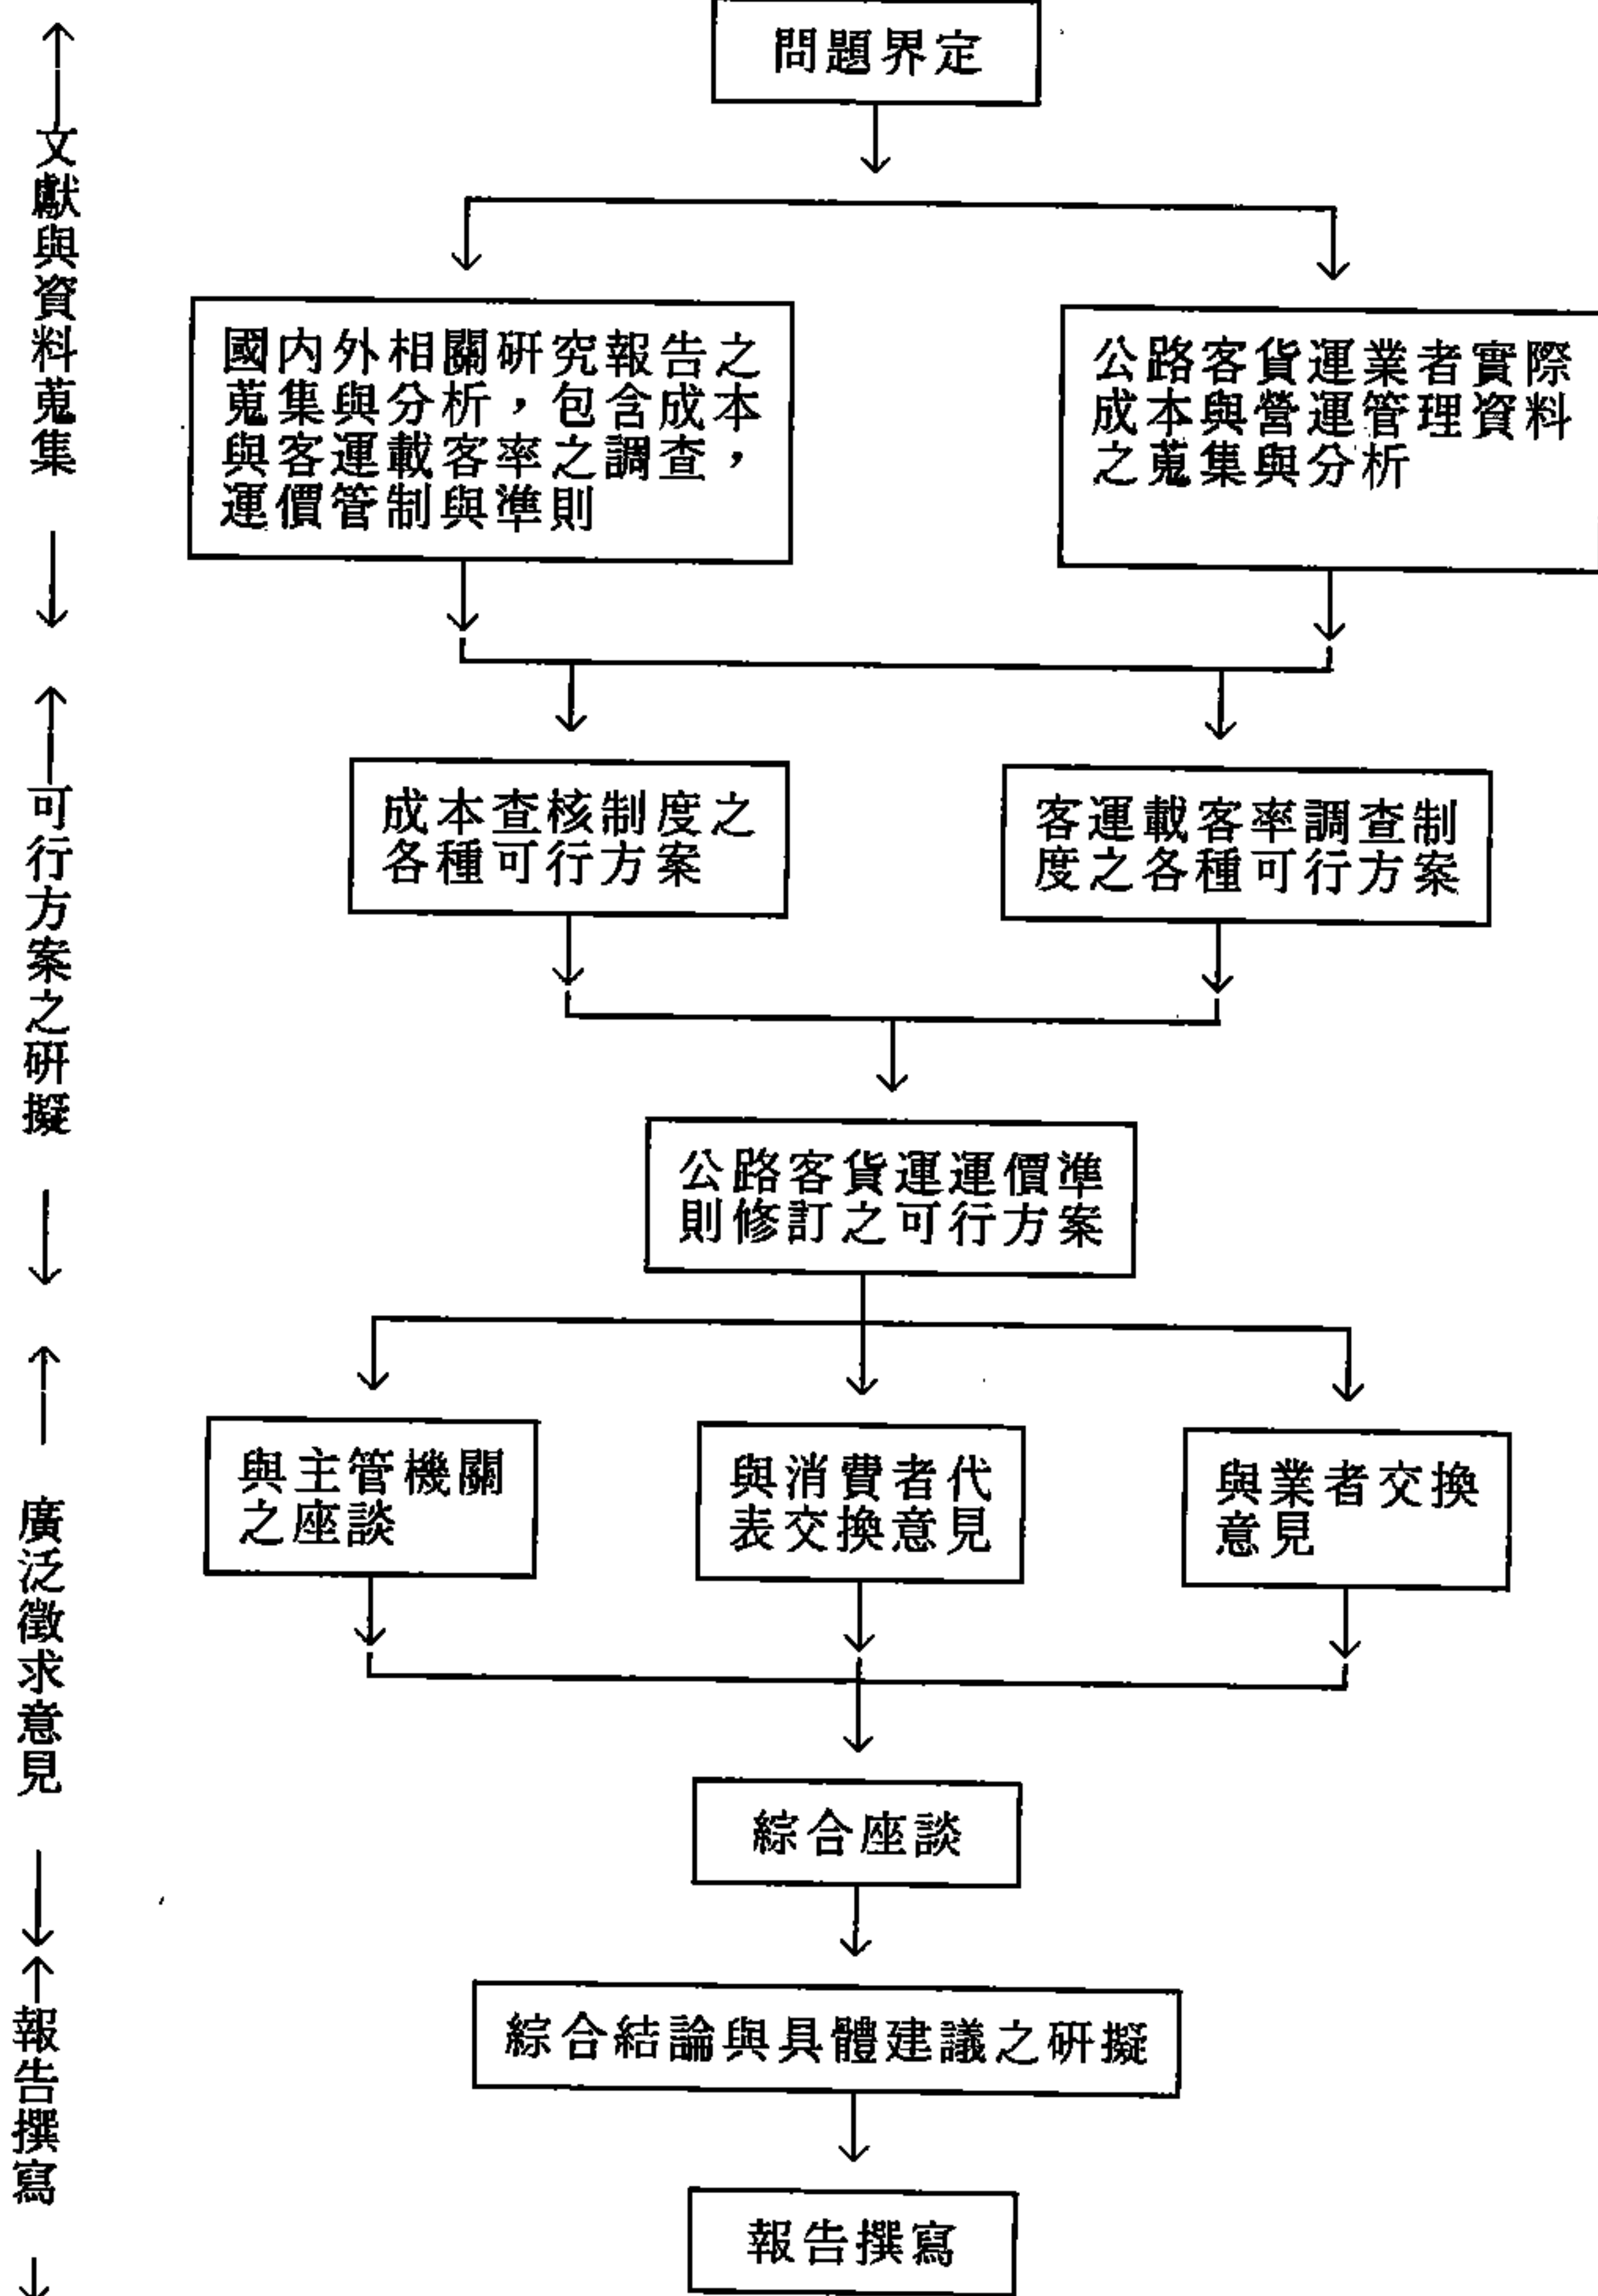 文獻與資料蒐集
可行方案之研擬
廣泛徵求意見
報告撰寫
問題界定
國內外相關研究報告之
蒐集與分析，包含成本
與客運載客率之調查，
運價管制與準則
公路客貨運業者實際
成本與營運管理資料
之蒐集與分析
成本查核制度之
各種可行方案
客運載客率調查制
度之各種可行方案
公路客貨運運價準
則修訂之可行方案
與主管機關
之座談
與消費者代
表交換意見
與業者交換
意見
綜合座談
綜合結論與具體建議之研擬
報告撰寫